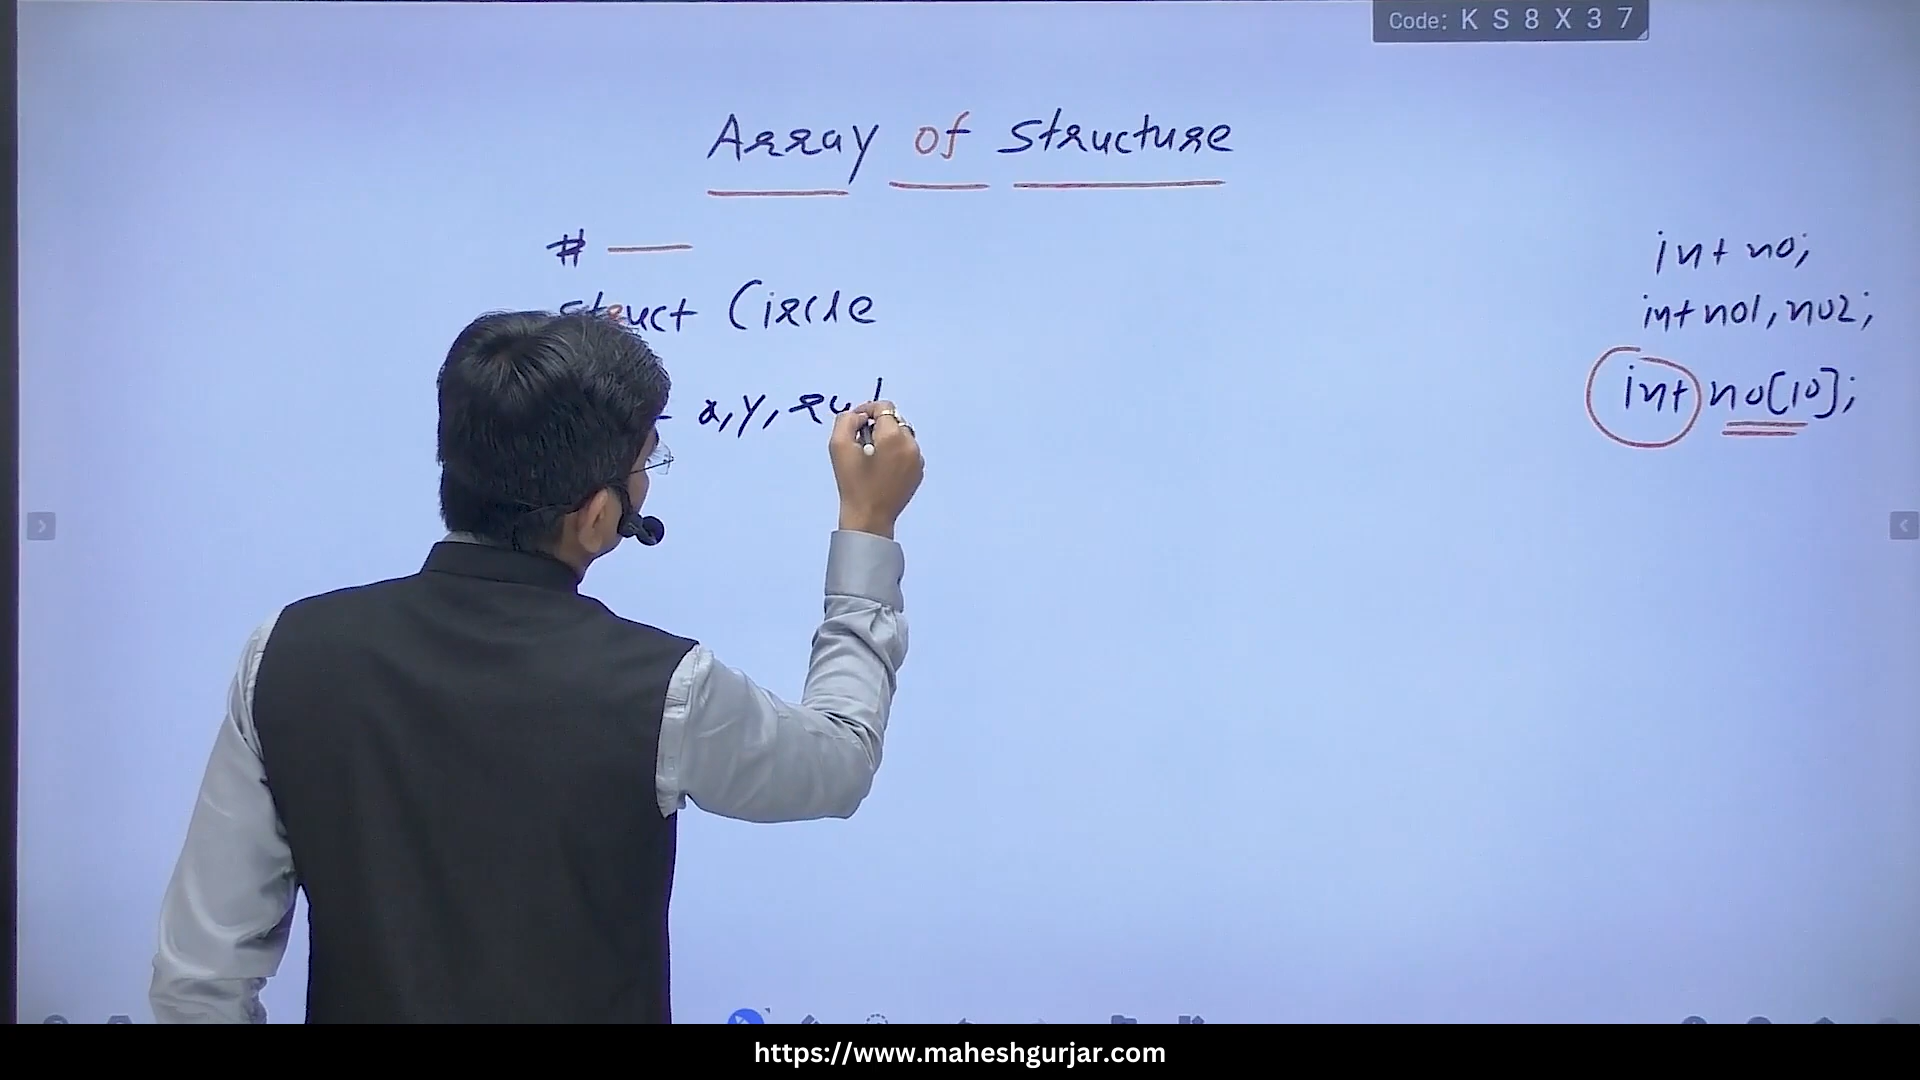 Code: K S 8 X 3 7
Array of structure
#
struct Circle
x, y, rad
int no;
int no1, no2;
int no[10];
https://www.maheshgurjar.com